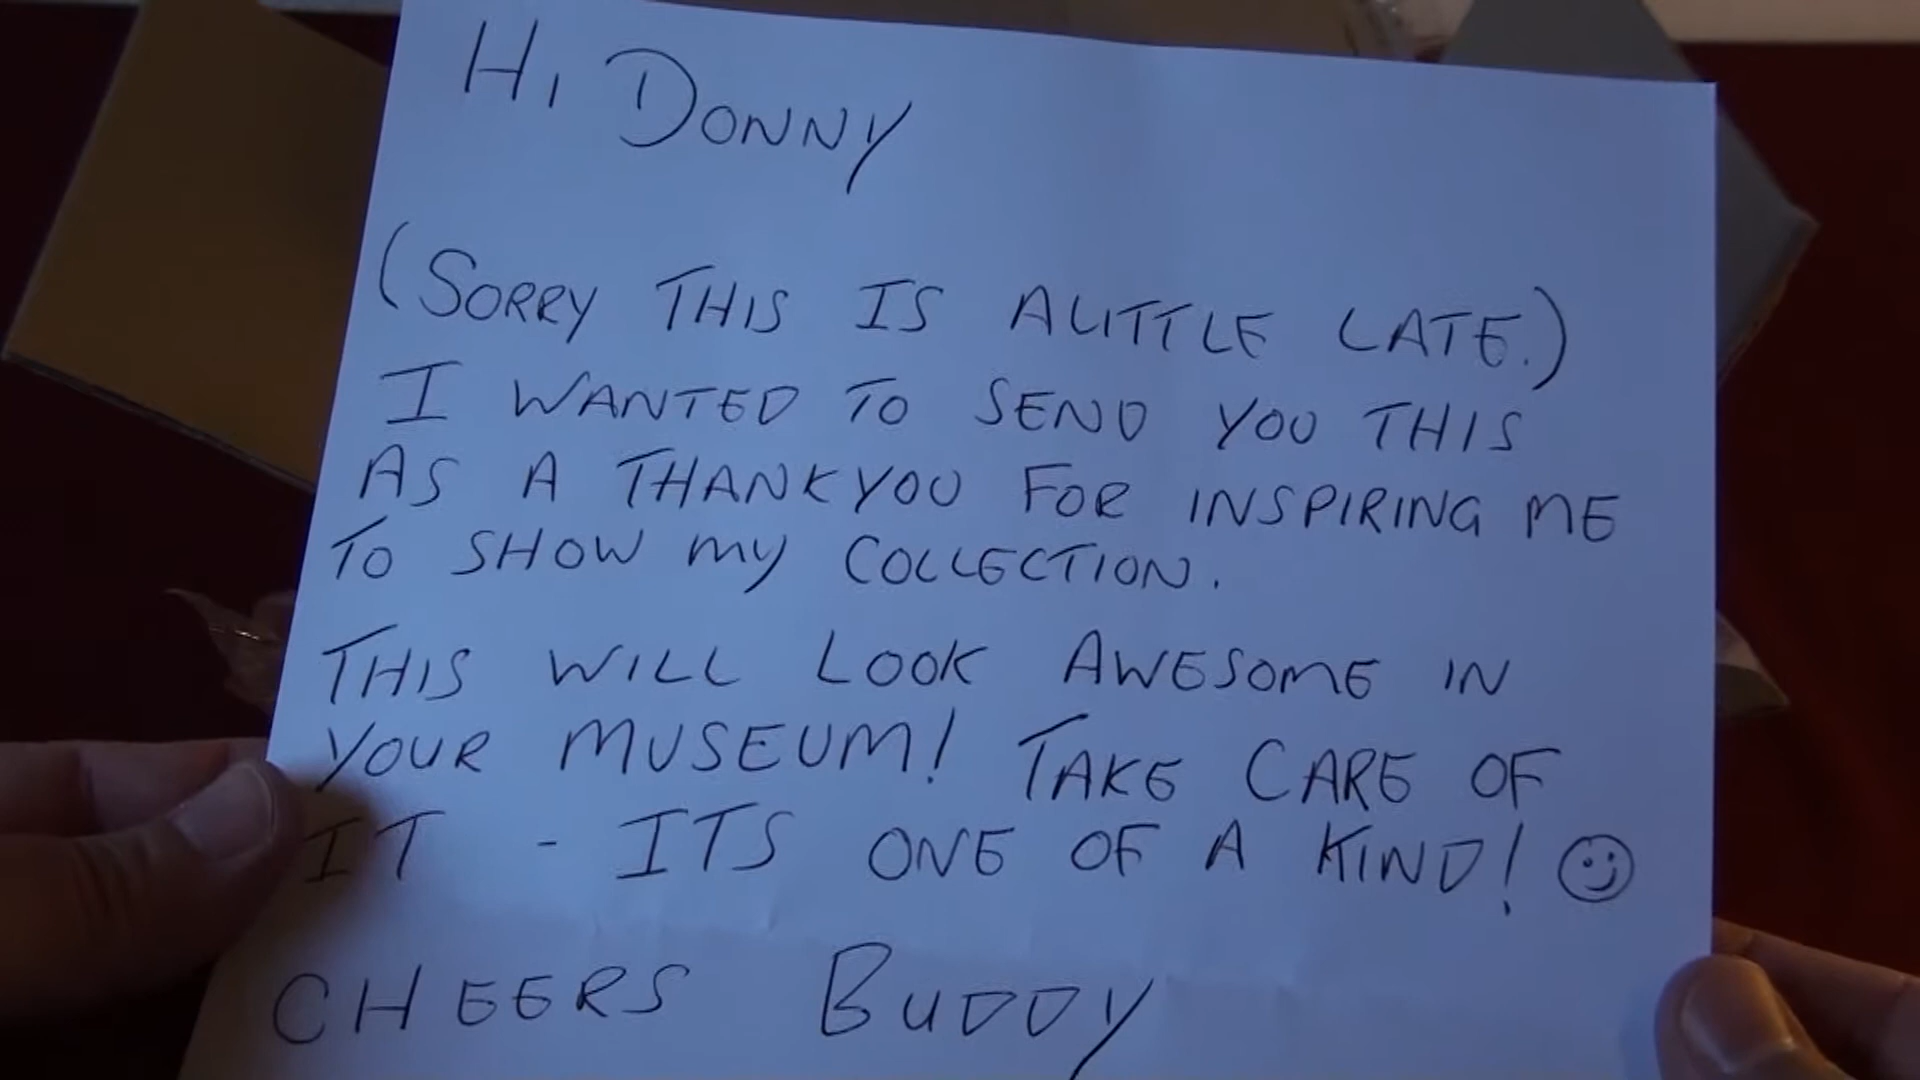 HI DONNY
(SORRY THIS IS ALITTLE LATE.)
I WANTED TO SEND YOU THIS
AS A THANKYOU FOR INSPIRING ME
TO SHOW MY COLLECTION.
THIS WILL LOOK AWESOME IN
YOUR MUSEUM! TAKE CARE OF
IT - ITS ONE OF A KIND! ☺
CHEERS BUDDY